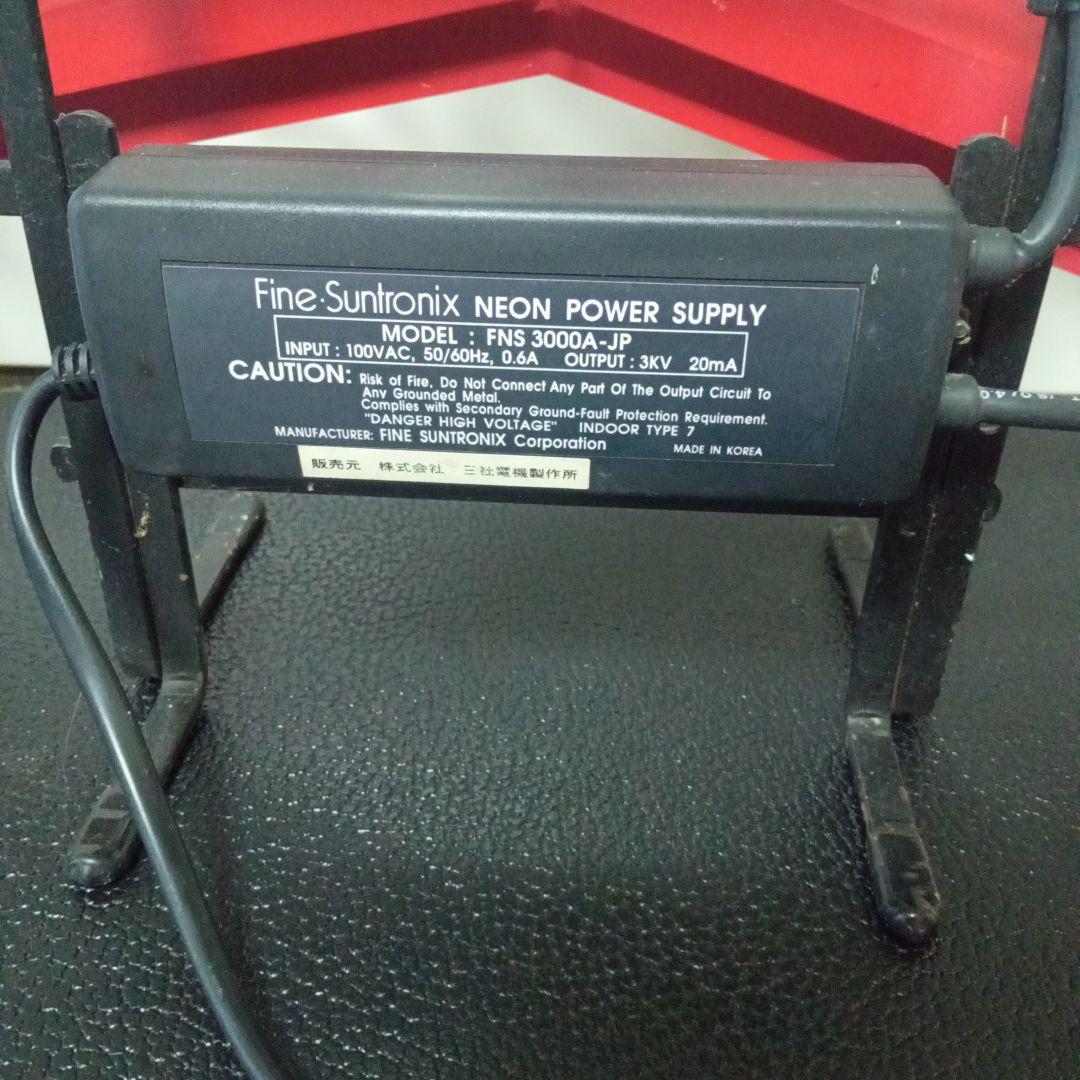 Fine·Suntronix NEON POWER SUPPLY
MODEL : FNS 3000A-JP
INPUT : 100VAC, 50/60Hz, 0.6A OUTPUT : 3KV 20mA
CAUTION: Risk of Fire. Do Not Connect Any Part Of The Output Circuit To
Any Grounded Metal.
Complies with Secondary Ground-Fault Protection Requirement.
"DANGER HIGH VOLTAGE" INDOOR TYPE 7
MANUFACTURER: FINE SUNTRONIX Corporation MADE IN KOREA
販売元 株式会社 三社電機製作所